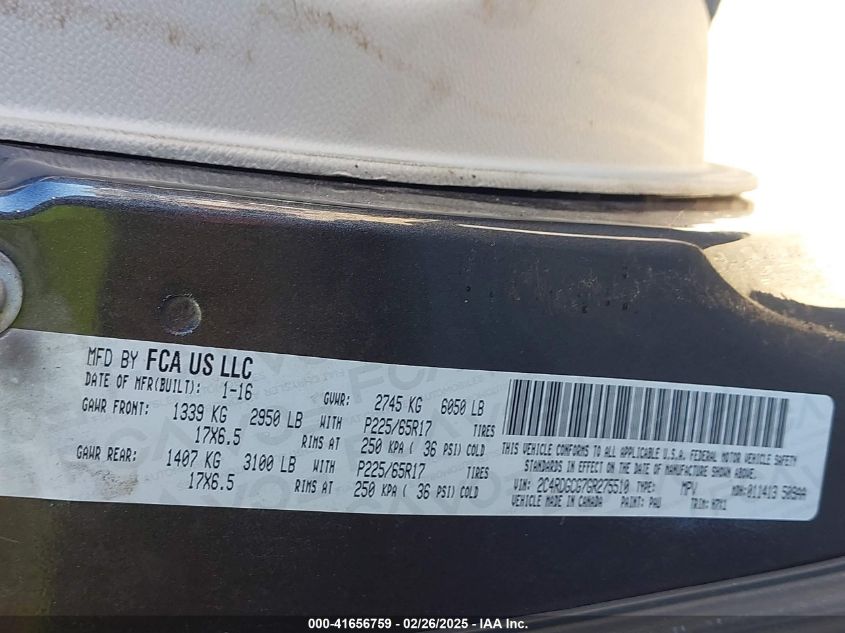 MFD BY FCA US LLC
DATE OF MFR(BUILT): 1-16
GVWR: 2745 KG 6050 LB
GAWR FRONT: 1339 KG 2950 LB WITH P225/65R17 TIRES
17X6.5 RIMS AT 250 KPA ( 36 PSI) COLD
GAWR REAR: 1407 KG 3100 LB WITH P225/65R17 TIRES
17X6.5 RIMS AT 250 KPA ( 36 PSI) COLD
THIS VEHICLE CONFORMS TO ALL APPLICABLE U.S.A. FEDERAL MOTOR VEHICLE SAFETY
STANDARDS IN EFFECT ON THE DATE OF MANUFACTURE SHOWN ABOVE.
VIN: 2C4RDGCG7GR275510 TYPE: MPV MDH: 011413 509AA
VEHICLE MADE IN CANADA PAINT: PAU TRIM: H7X1
000-41656759 - 02/26/2025 - IAA Inc.